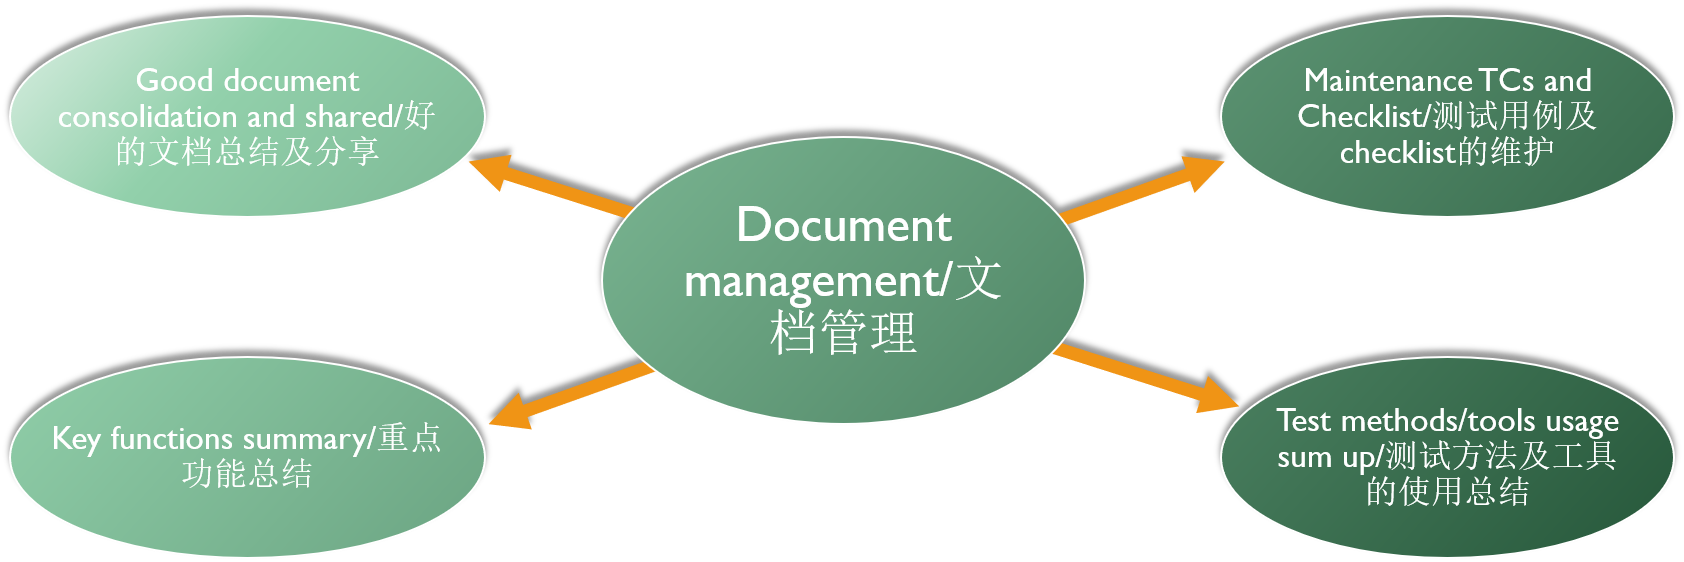 Good document
consolidation and shared/好
的文档总结及分享
Maintenance TCs and
Checklist/测试用例及
checklist的维护
Document
management/文
档管理
Key functions summary/重点
功能总结
Test methods/tools usage
sum up/测试方法及工具
的使用总结